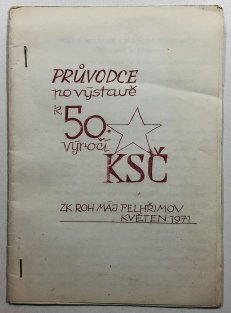 PRŮVODCE
po výstavě
k 50.
výročí
KSČ
ZK ROH MÁJ PELHŘIMOV
KVĚTEN 1971